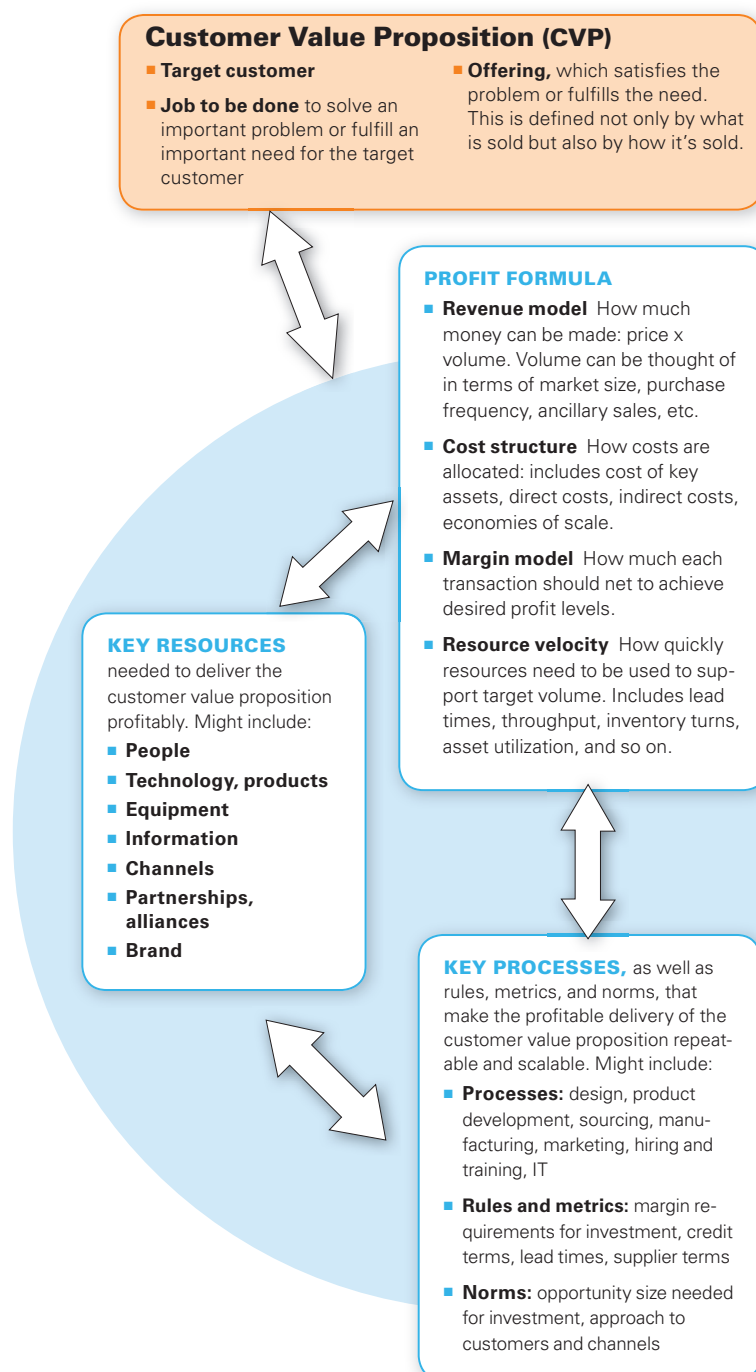 Customer Value Proposition (CVP)
■ Target customer
■ Job to be done to solve an
important problem or fulfill an
important need for the target
customer
■ Offering, which satisfies the
problem or fulfills the need.
This is defined not only by what
is sold but also by how it's sold.
PROFIT FORMULA
■ Revenue model How much
money can be made: price x
volume. Volume can be thought of
in terms of market size, purchase
frequency, ancillary sales, etc.
■ Cost structure How costs are
allocated: includes cost of key
assets, direct costs, indirect costs,
economies of scale.
■ Margin model How much each
transaction should net to achieve
desired profit levels.
■ Resource velocity How quickly
resources need to be used to sup-
port target volume. Includes lead
times, throughput, inventory turns,
asset utilization, and so on.
KEY RESOURCES
needed to deliver the
customer value proposition
profitably. Might include:
■ People
■ Technology, products
■ Equipment
■ Information
■ Channels
■ Partnerships,
alliances
■ Brand
KEY PROCESSES, as well as
rules, metrics, and norms, that
make the profitable delivery of the
customer value proposition repeat-
able and scalable. Might include:
■ Processes: design, product
development, sourcing, manu-
facturing, marketing, hiring and
training, IT
■ Rules and metrics: margin re-
quirements for investment, credit
terms, lead times, supplier terms
■ Norms: opportunity size needed
for investment, approach to
customers and channels